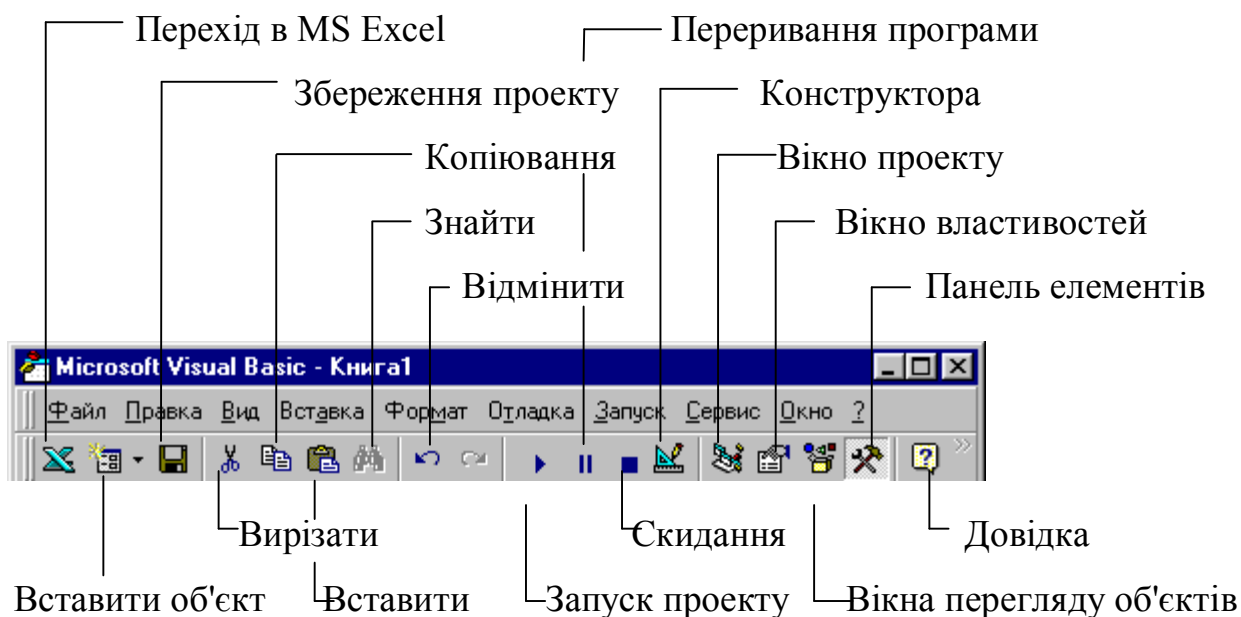 Перехід в MS Excel Переривання програми
Збереження проекту Конструктора
Копіювання Вікно проекту
Знайти Вікно властивостей
Відмінити Панель елементів
Microsoft Visual Basic - Книга1
Файл Правка Вид Вставка Формат Отладка Запуск Сервис Окно ?
Вирізати Скидання Довідка
Вставити об'єкт Вставити Запуск проекту Вікна перегляду об'єктів